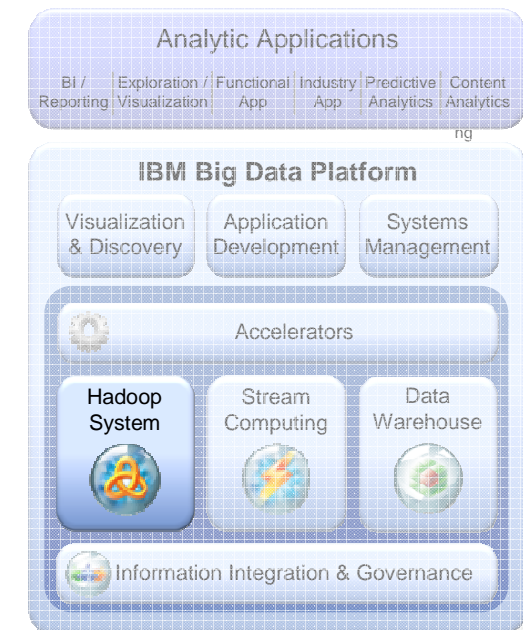 Analytic Applications
BI / Exploration / Functional Industry Predictive Content
Reporting Visualization App App Analytics Analytics
ng
IBM Big Data Platform
Visualization Application Systems
& Discovery Development Management
Accelerators
Hadoop Stream Data
System Computing Warehouse
Information Integration & Governance